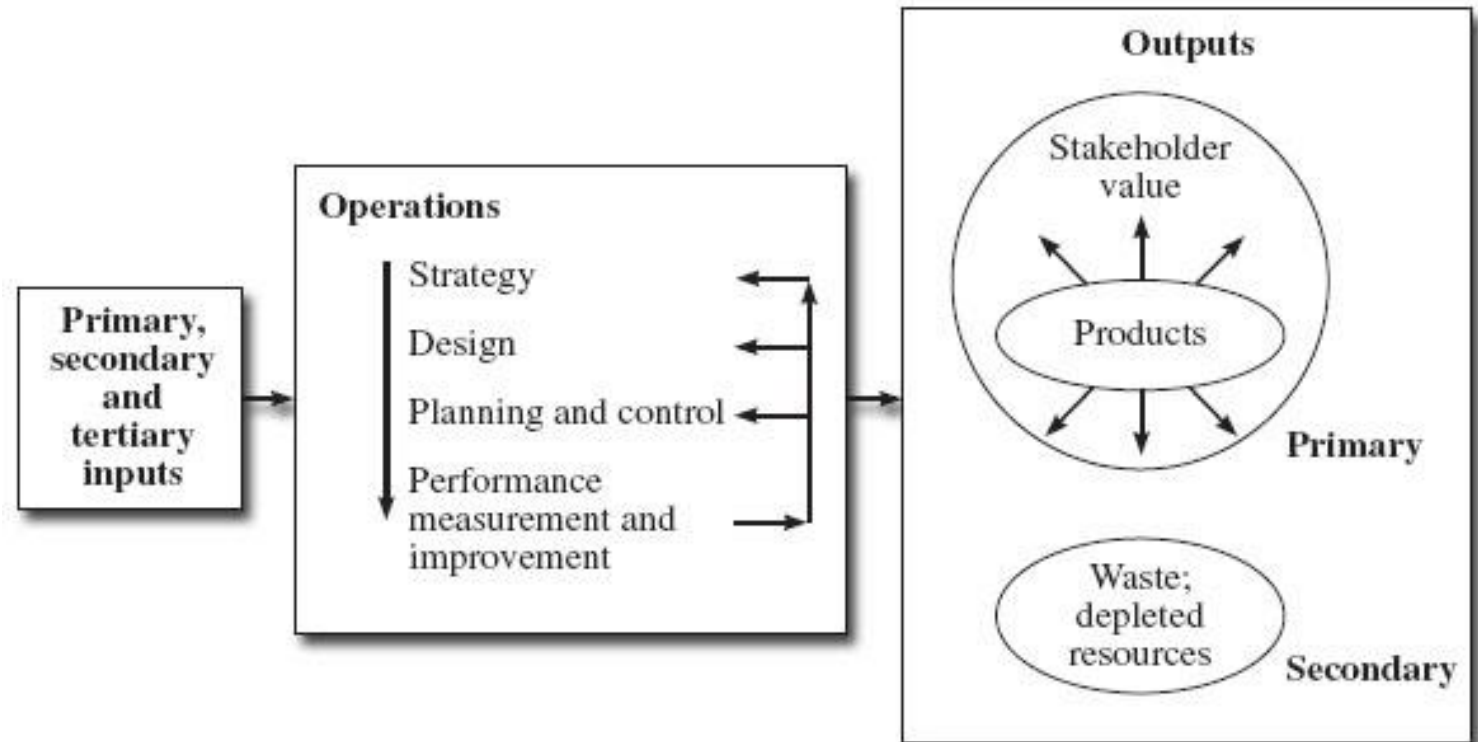 Primary,
secondary
and
tertiary
inputs
Operations
Strategy
Design
Planning and control
Performance
measurement and
improvement
Outputs
Stakeholder
value
Products
Primary
Waste;
depleted
resources
Secondary